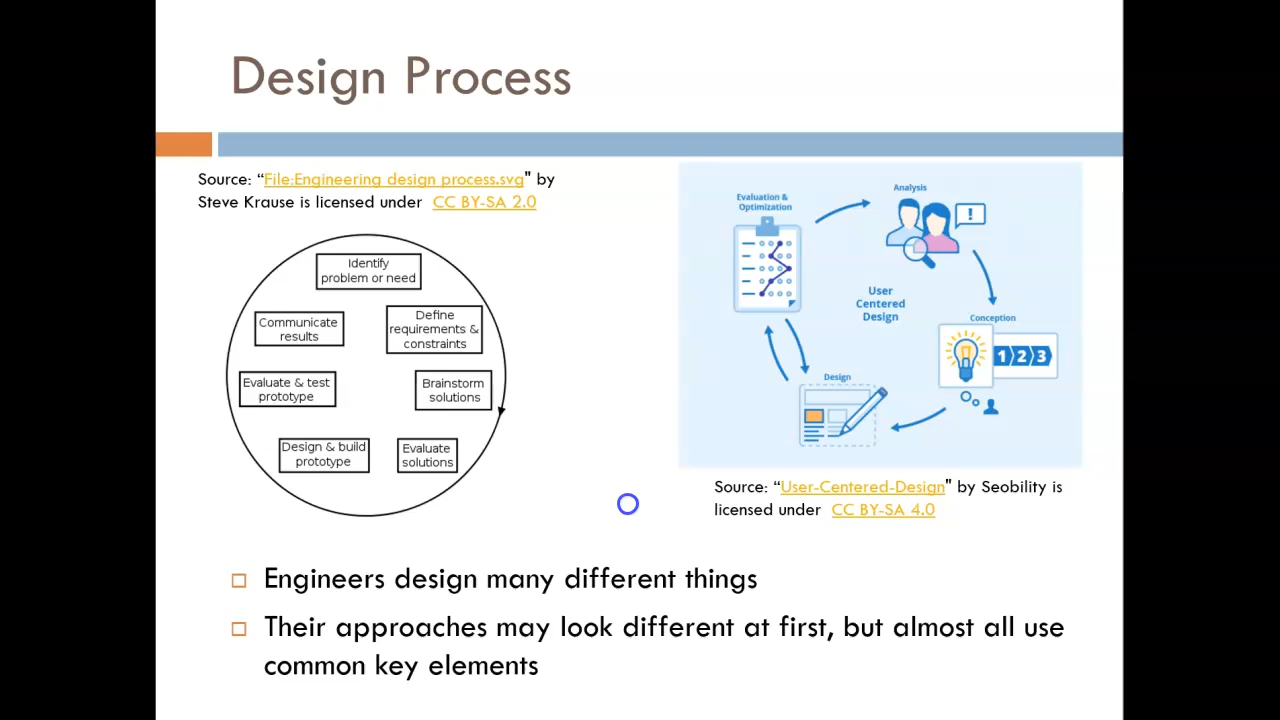 Design Process
Source: “File:Engineering design process.svg" by
Steve Krause is licensed under CC BY-SA 2.0
Identify
problem or need
Define
requirements &
constraints
Brainstorm
solutions
Evaluate
solutions
Design & build
prototype
Evaluate & test
prototype
Communicate
results
Evaluation &
Optimization
Analysis
!
User
Centered
Design
Conception
1 2 3
Design
Source: “User-Centered-Design" by Seobility is
licensed under CC BY-SA 4.0
Engineers design many different things
Their approaches may look different at first, but almost all use
common key elements